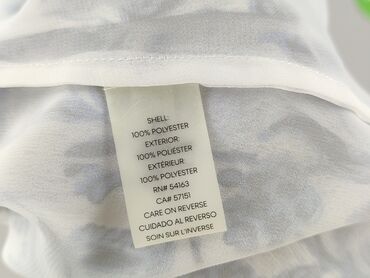 SHELL:
100% POLYESTER
EXTERIOR:
100% POLIÉSTER
EXTÉRIEUR:
100% POLYESTER
RN# 54163
CA# 57151
CARE ON REVERSE
CUIDADO AL REVERSO
SOIN SUR L'INVERSE